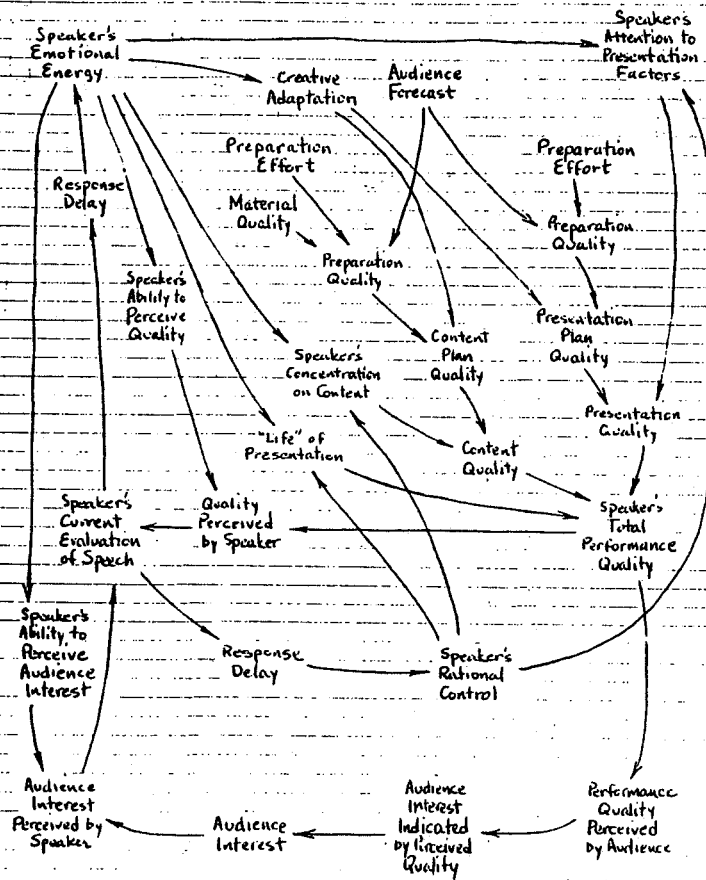 Speaker's
Emotional
Energy
Speaker's
Attention to
Presentation
Factors
Creative
Adaptation
Audience
Forecast
Preparation
Effort
Preparation
Effort
Response
Delay
Material
Quality
Preparation
Quality
Preparation
Quality
Speaker's
Ability to
Perceive
Quality
Presentation
Plan
Quality
Content
Plan
Quality
Speaker's
Concentration
on Content
Presentation
Quality
"Life" of
Presentation
Content
Quality
Speaker's
Current
Evaluation
of Speech
Quality
Perceived
by Speaker
Speaker's
Total
Performance
Quality
Speaker's
Ability to
Perceive
Audience
Interest
Response
Delay
Speaker's
Rational
Control
Audience
Interest
Perceived by
Speaker
Audience
Interest
Audience
Interest
Indicated
by Perceived
Quality
Performance
Quality
Perceived
by Audience